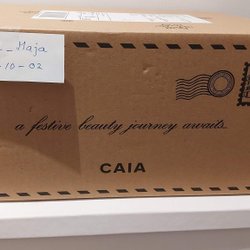 _ Maja
-10-02
a festive beauty journey awaits...
CAIA